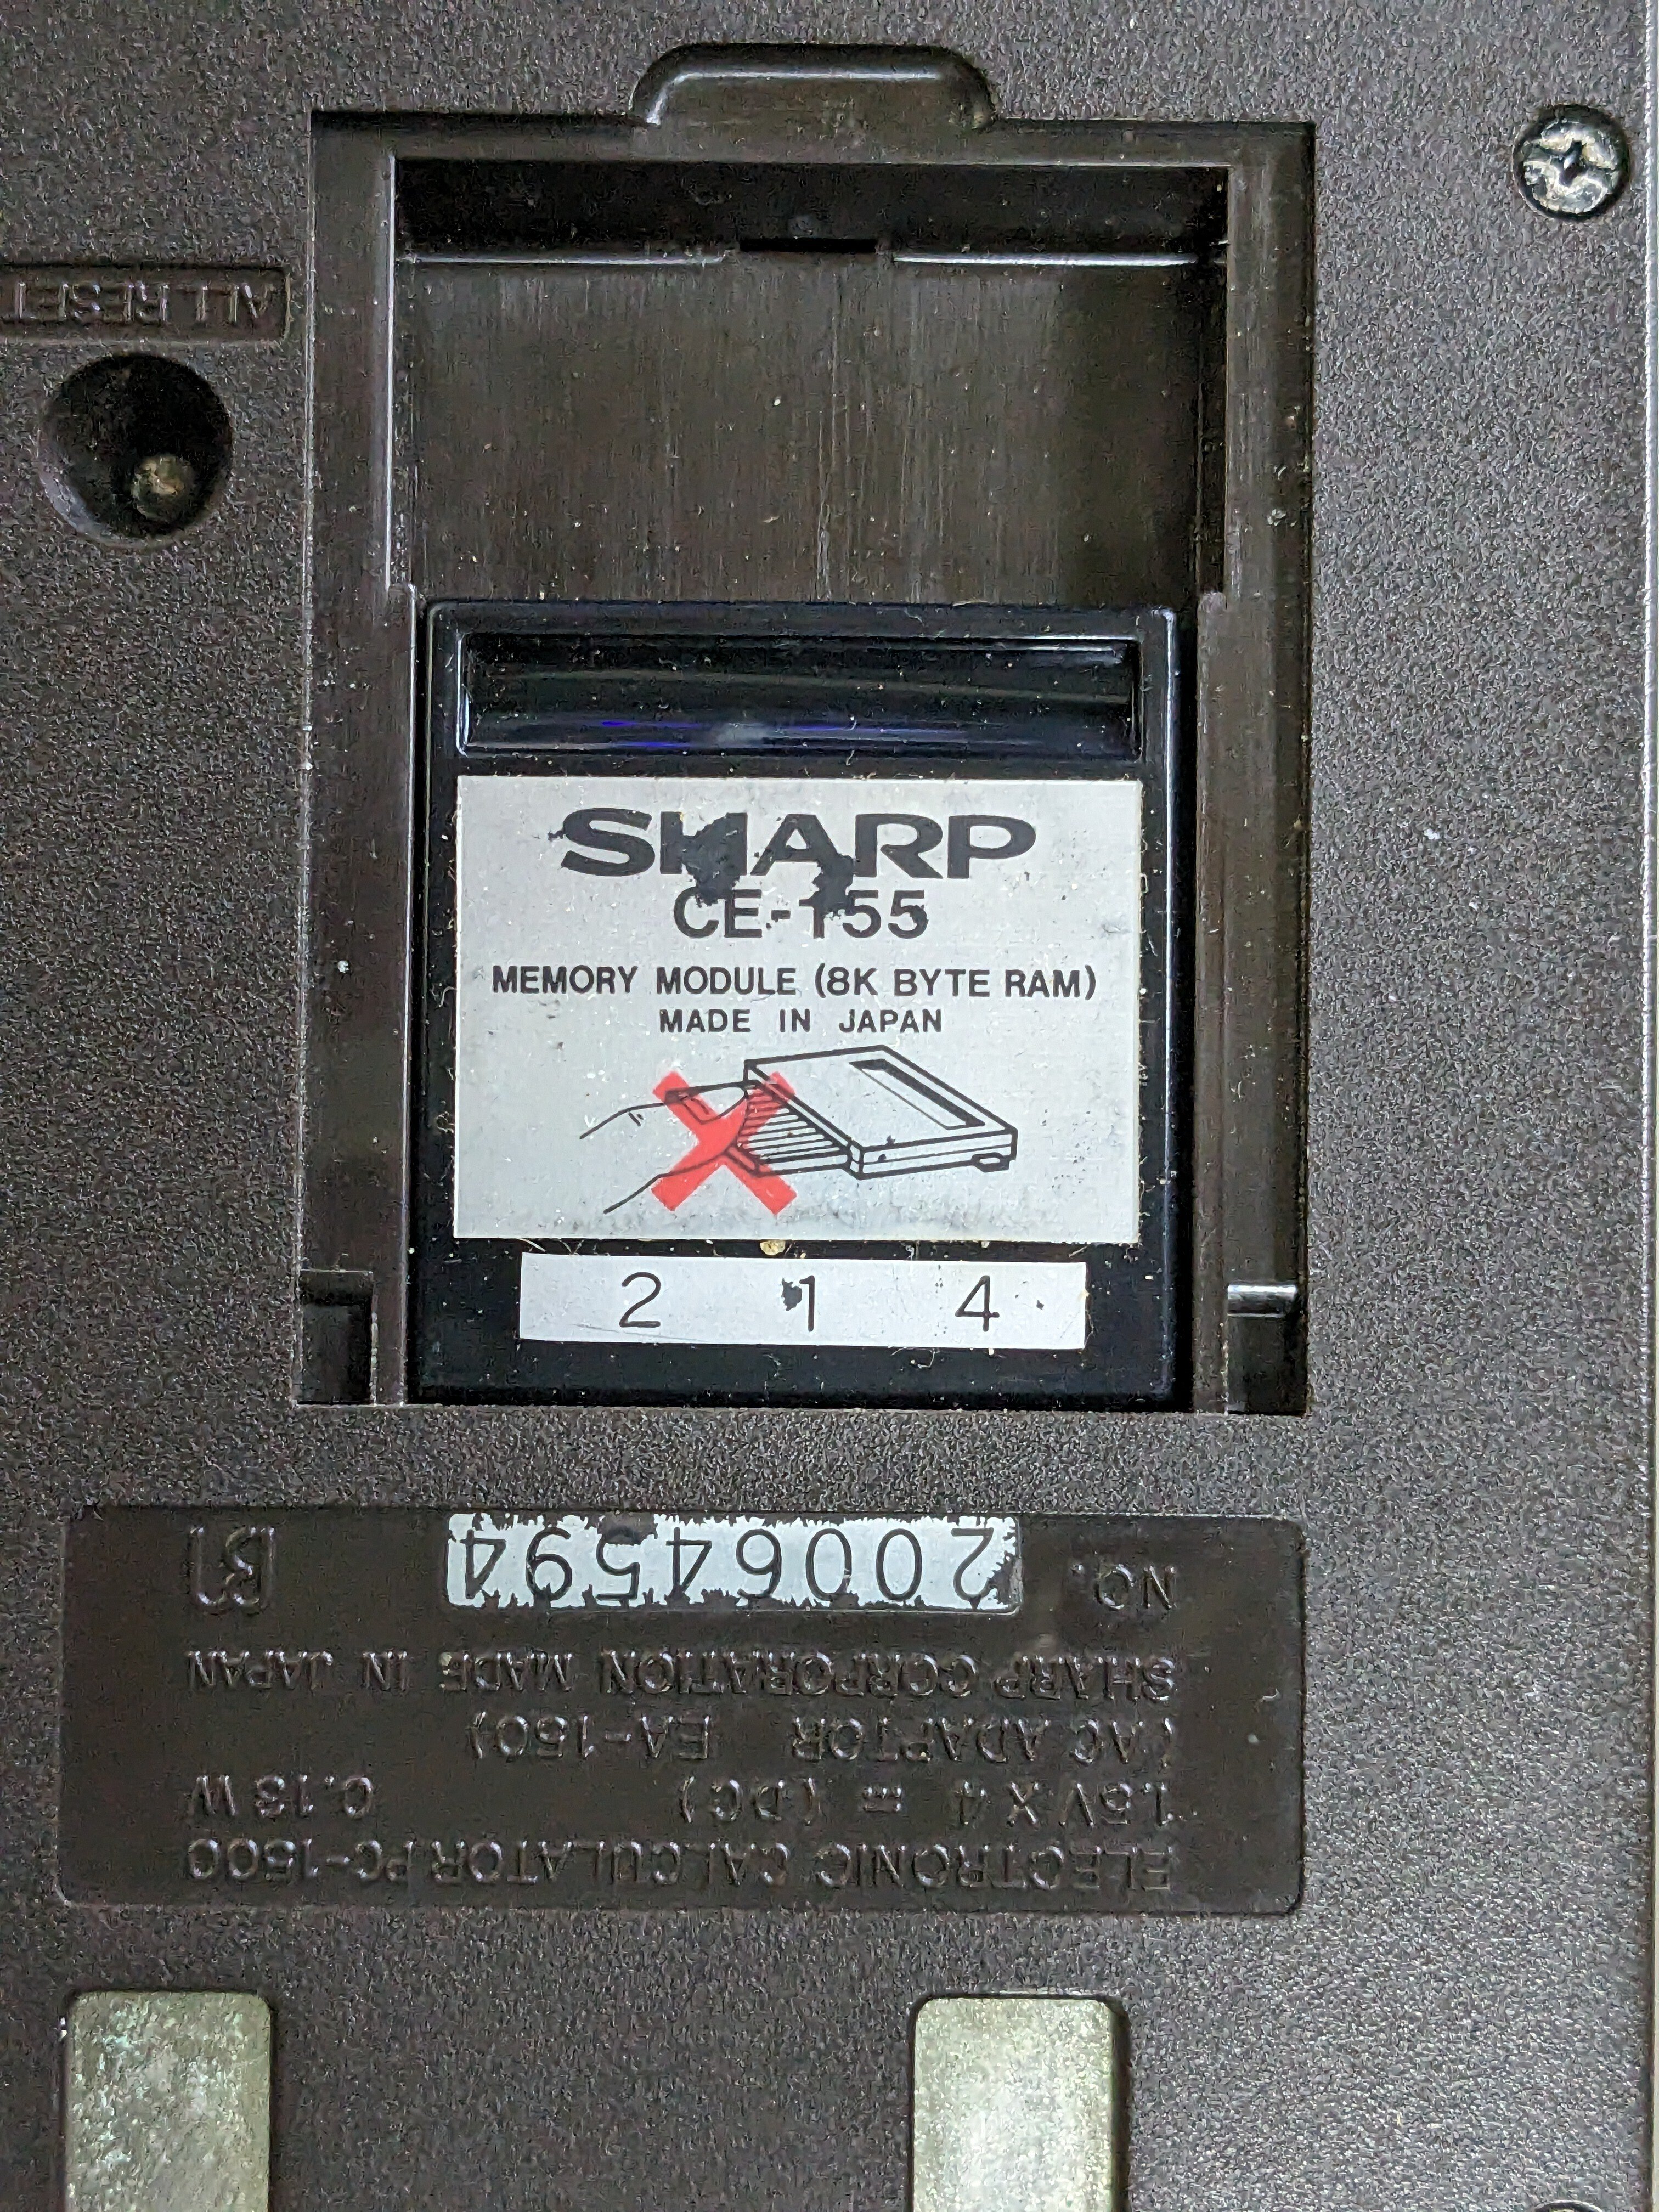 ALL RESET
SHARP
CE-155
MEMORY MODULE (8K BYTE RAM)
MADE IN JAPAN
2 1 4
ELECTRONIC CALCULATOR PC-1500
1.5V X 4 ⎓ (DC) 0.13W
(AC ADAPTOR EA-150)
SHARP CORPORATION MADE IN JAPAN
NO. 20064594